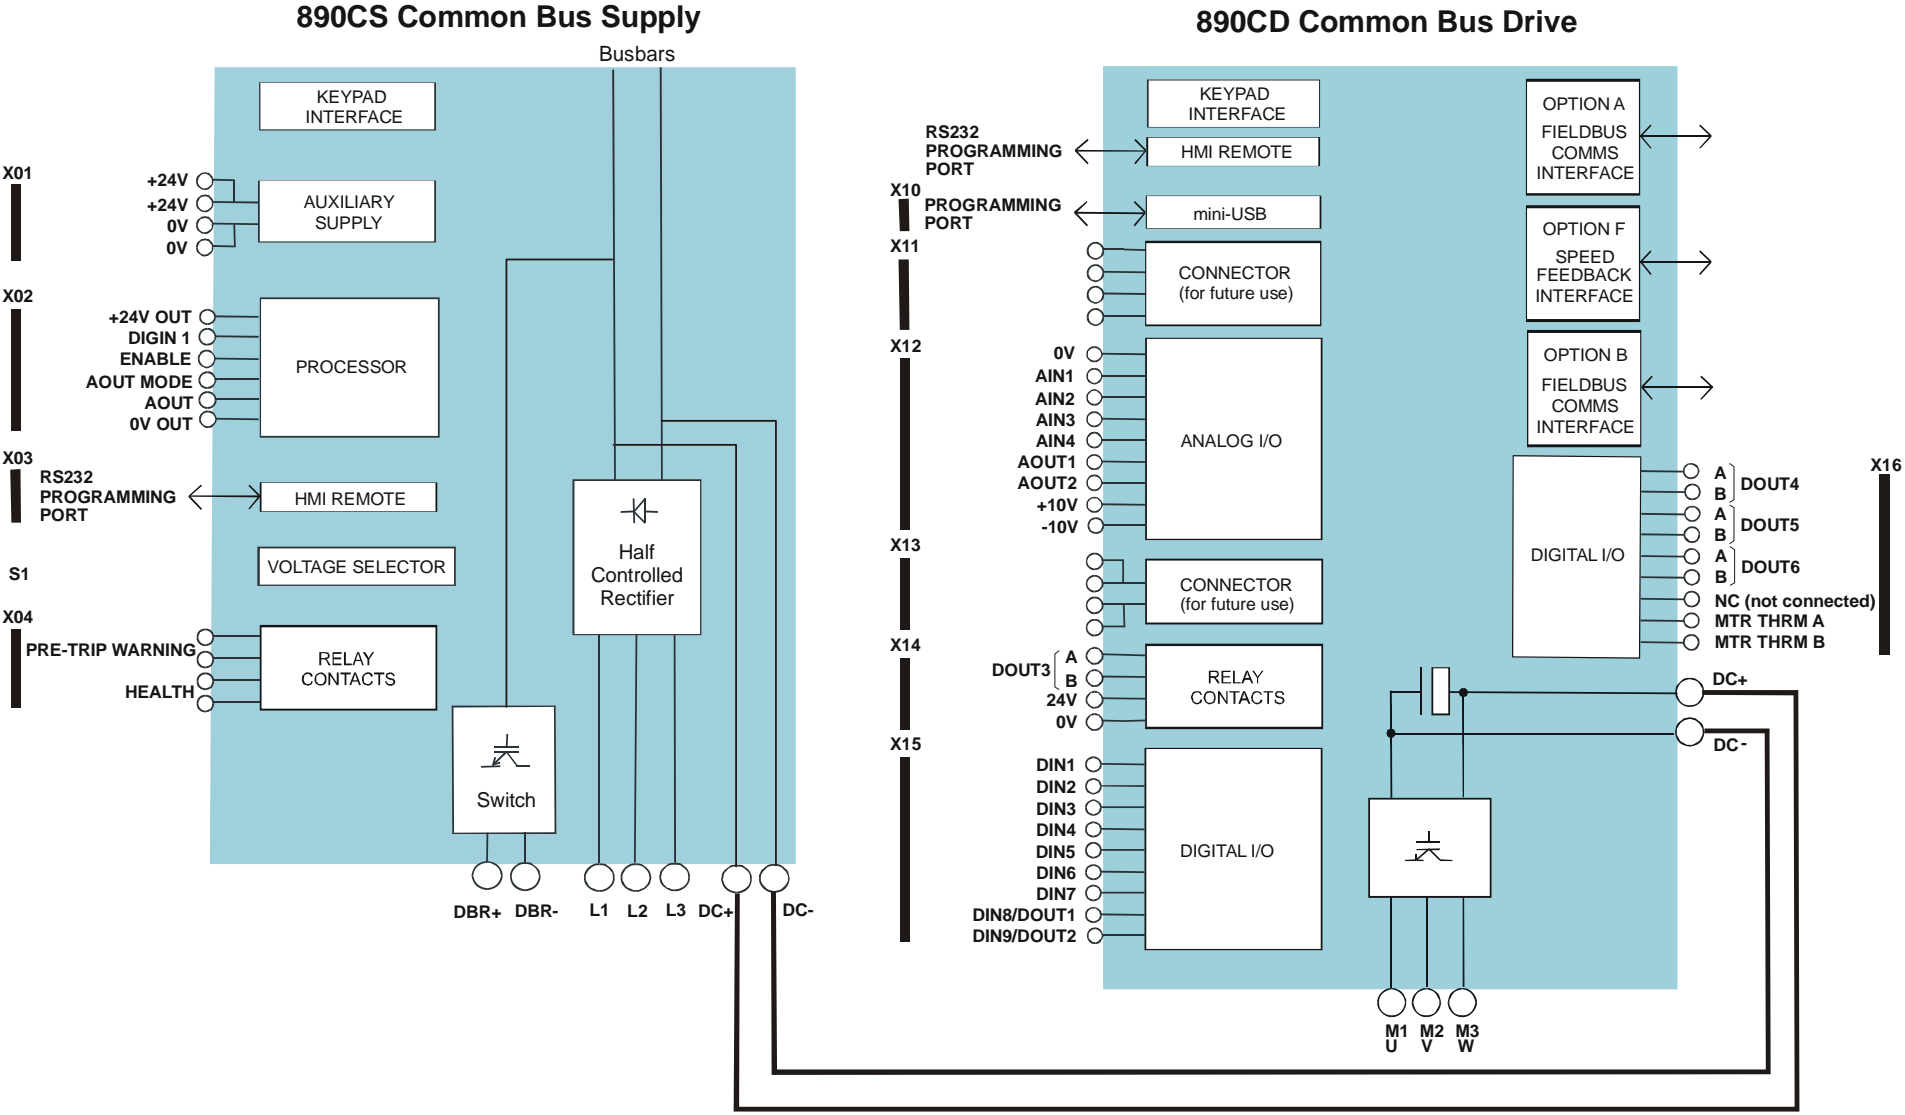 890CS Common Bus Supply
Busbars
KEYPAD
INTERFACE
X01
+24V
+24V
0V
0V
AUXILIARY
SUPPLY
X02
+24V OUT
DIGIN 1
ENABLE
AOUT MODE
AOUT
0V OUT
PROCESSOR
X03
RS232
PROGRAMMING
PORT
HMI REMOTE
S1
VOLTAGE SELECTOR
X04
PRE-TRIP WARNING
HEALTH
RELAY
CONTACTS
Half
Controlled
Rectifier
Switch
DBR+
DBR-
L1
L2
L3
DC+
DC-
890CD Common Bus Drive
KEYPAD
INTERFACE
RS232
PROGRAMMING
PORT
HMI REMOTE
X10
PROGRAMMING
PORT
mini-USB
X11
CONNECTOR
(for future use)
X12
0V
AIN1
AIN2
AIN3
AIN4
AOUT1
AOUT2
+10V
-10V
ANALOG I/O
X13
CONNECTOR
(for future use)
X14
DOUT3
A
B
24V
0V
RELAY
CONTACTS
X15
DIN1
DIN2
DIN3
DIN4
DIN5
DIN6
DIN7
DIN8/DOUT1
DIN9/DOUT2
DIGITAL I/O
OPTION A
FIELDBUS
COMMS
INTERFACE
OPTION F
SPEED
FEEDBACK
INTERFACE
OPTION B
FIELDBUS
COMMS
INTERFACE
DIGITAL I/O
X16
A
B
DOUT4
A
B
DOUT5
A
B
DOUT6
NC (not connected)
MTR THRM A
MTR THRM B
DC+
DC-
M1
U
M2
V
M3
W